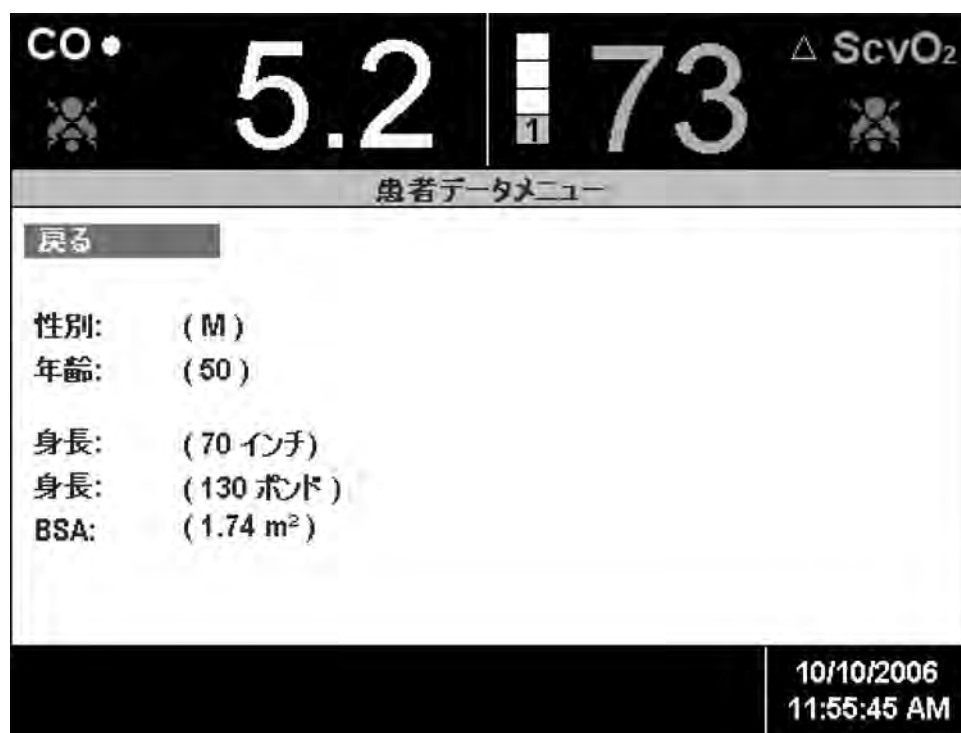 CO
5.2
1
73
△ ScvO₂
患者データメニュー
戻る
性別: ( M )
年齢: ( 50 )
身長: ( 70 インチ)
身長: ( 130 ポンド )
BSA: ( 1.74 m² )
10/10/2006
11:55:45 AM